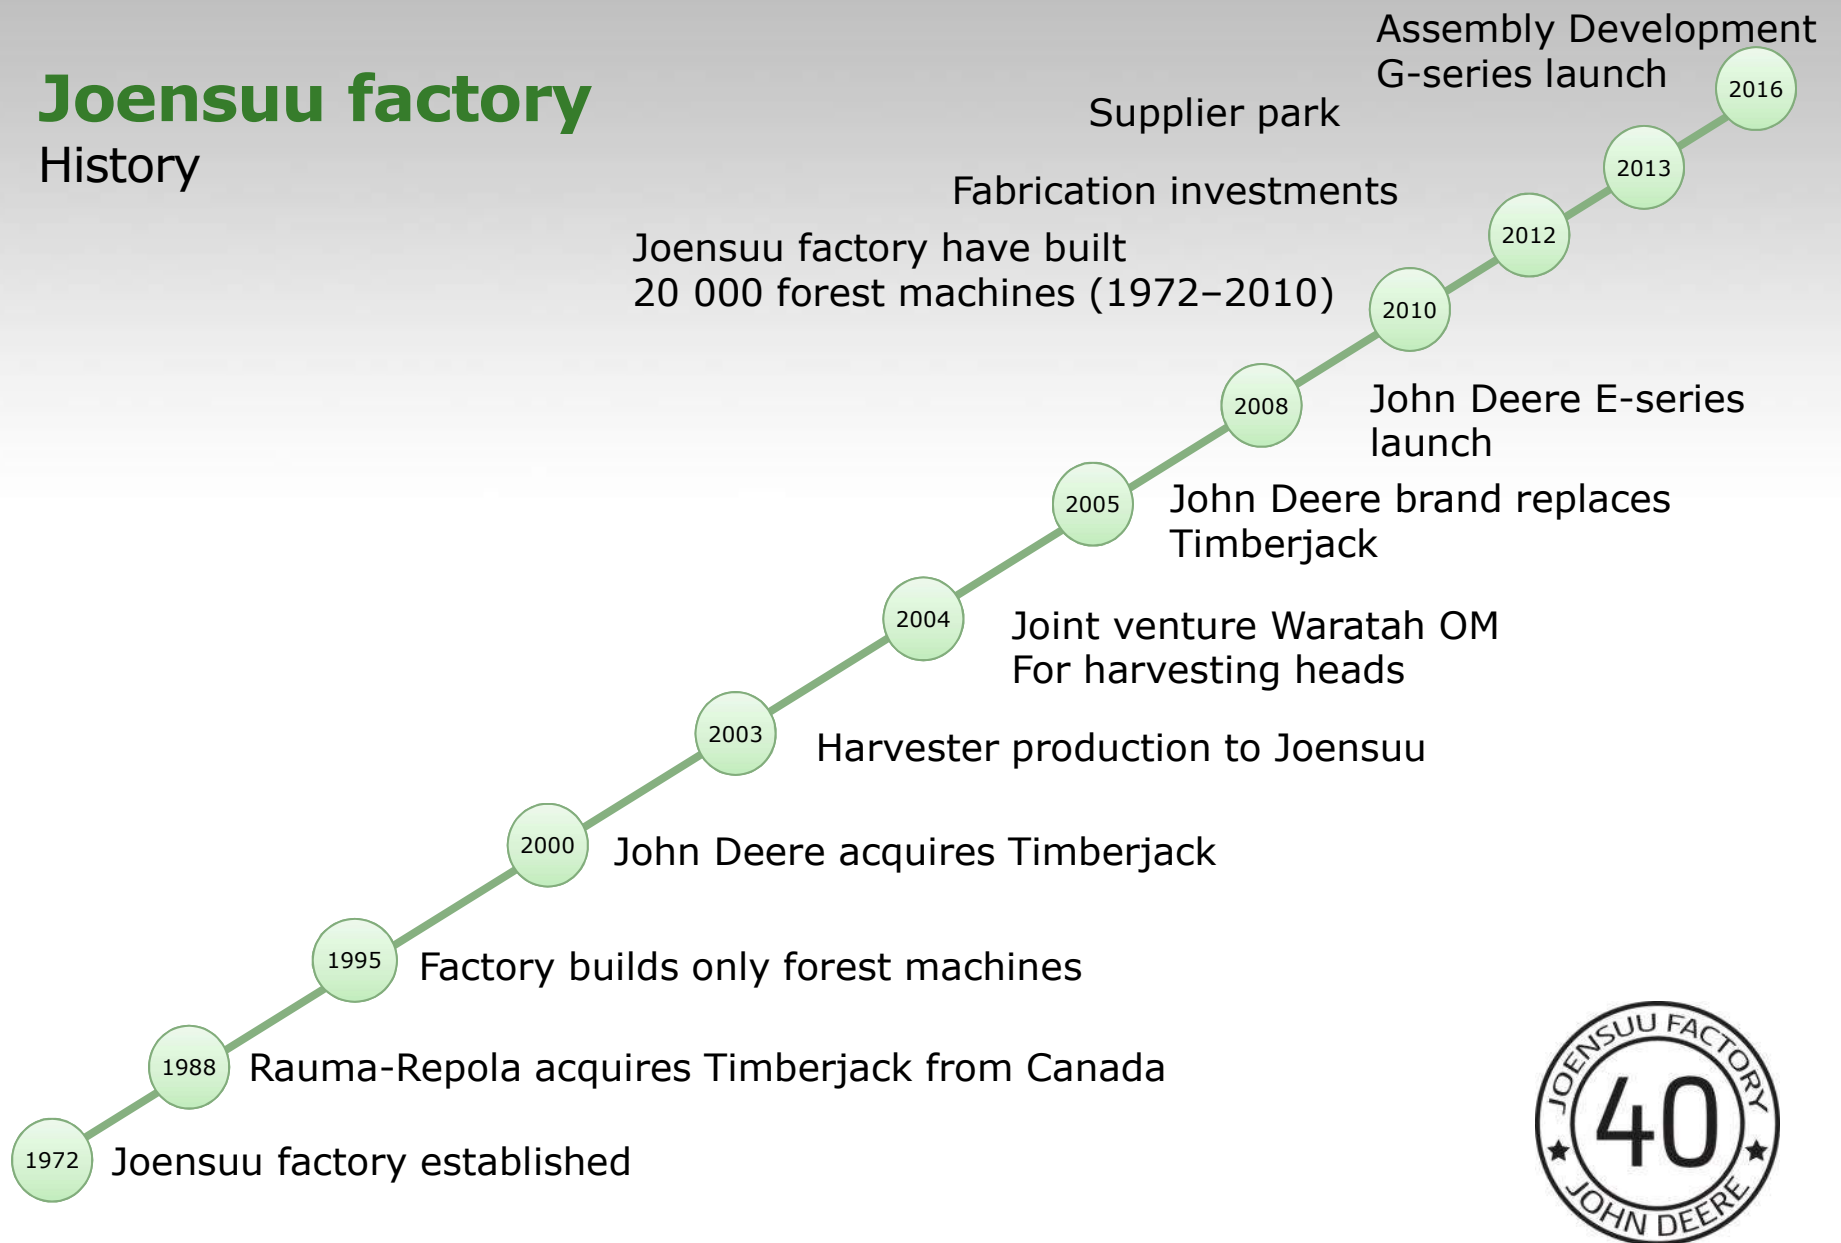 Joensuu factory
History
Assembly Development
G-series launch
2016
Supplier park
2013
Fabrication investments
2012
Joensuu factory have built
20 000 forest machines (1972–2010)
2010
2008
John Deere E-series
launch
2005
John Deere brand replaces
Timberjack
2004
Joint venture Waratah OM
For harvesting heads
2003
Harvester production to Joensuu
2000
John Deere acquires Timberjack
1995
Factory builds only forest machines
1988
Rauma-Repola acquires Timberjack from Canada
1972
Joensuu factory established
JOENSUU FACTORY
40
JOHN DEERE